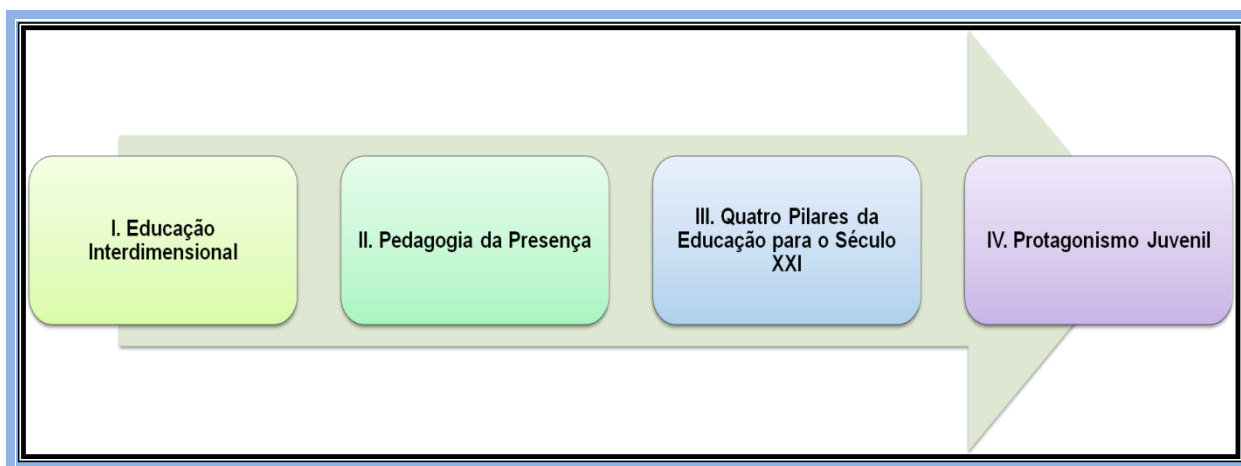 I. Educação
Interdimensional
II. Pedagogia da Presença
III. Quatro Pilares da
Educação para o Século
XXI
IV. Protagonismo Juvenil